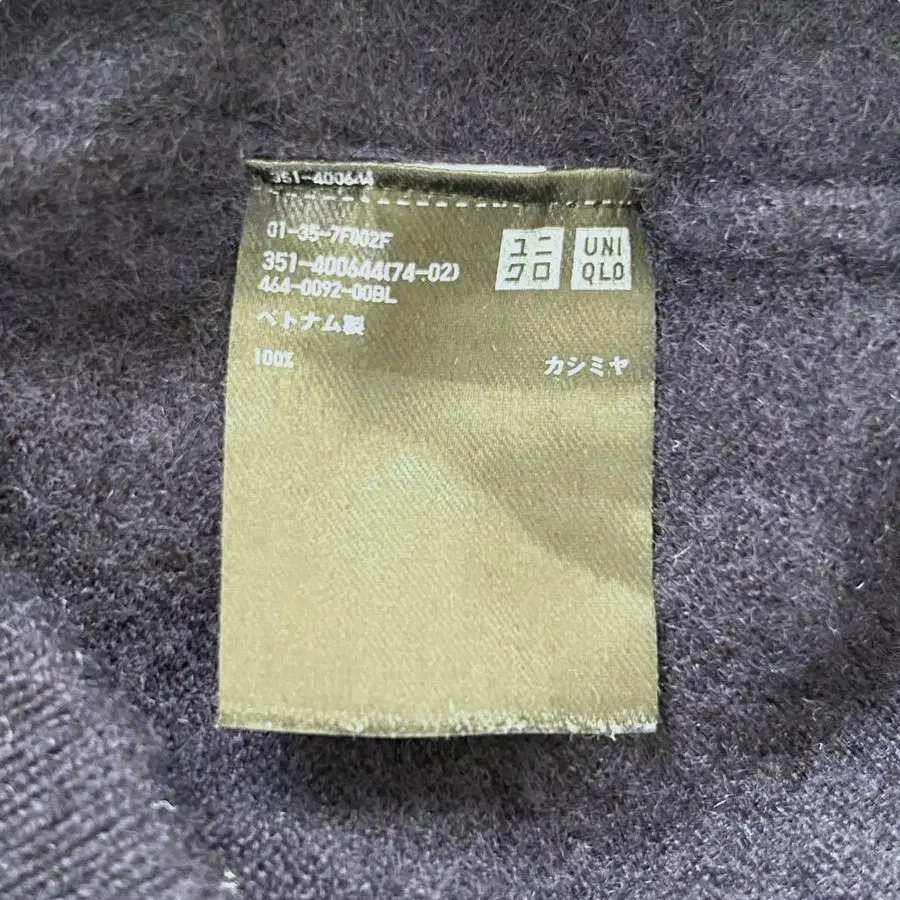 351-400644
01-35-7F002F
351-400644(74-02)
464-0092-00BL
ユニ
クロ
UNI
QLO
ベトナム製
100% カシミヤ